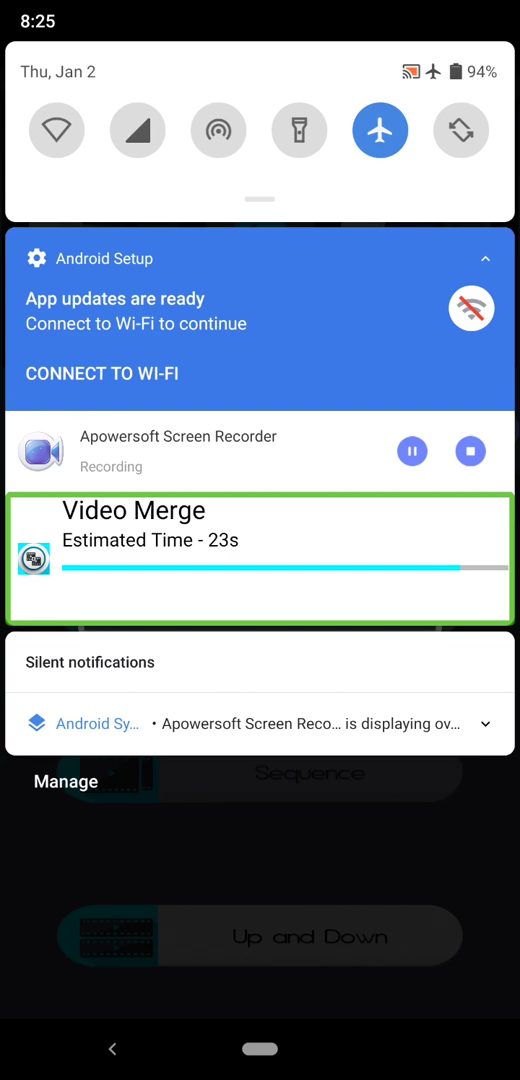 8:25
Thu, Jan 2
94%
Android Setup
App updates are ready
Connect to Wi-Fi to continue
CONNECT TO WI-FI
Apowersoft Screen Recorder
Recording
Video Merge
Estimated Time - 23s
Silent notifications
Android Sy… • Apowersoft Screen Reco… is displaying ov…
Sequence
Manage
Up and Down